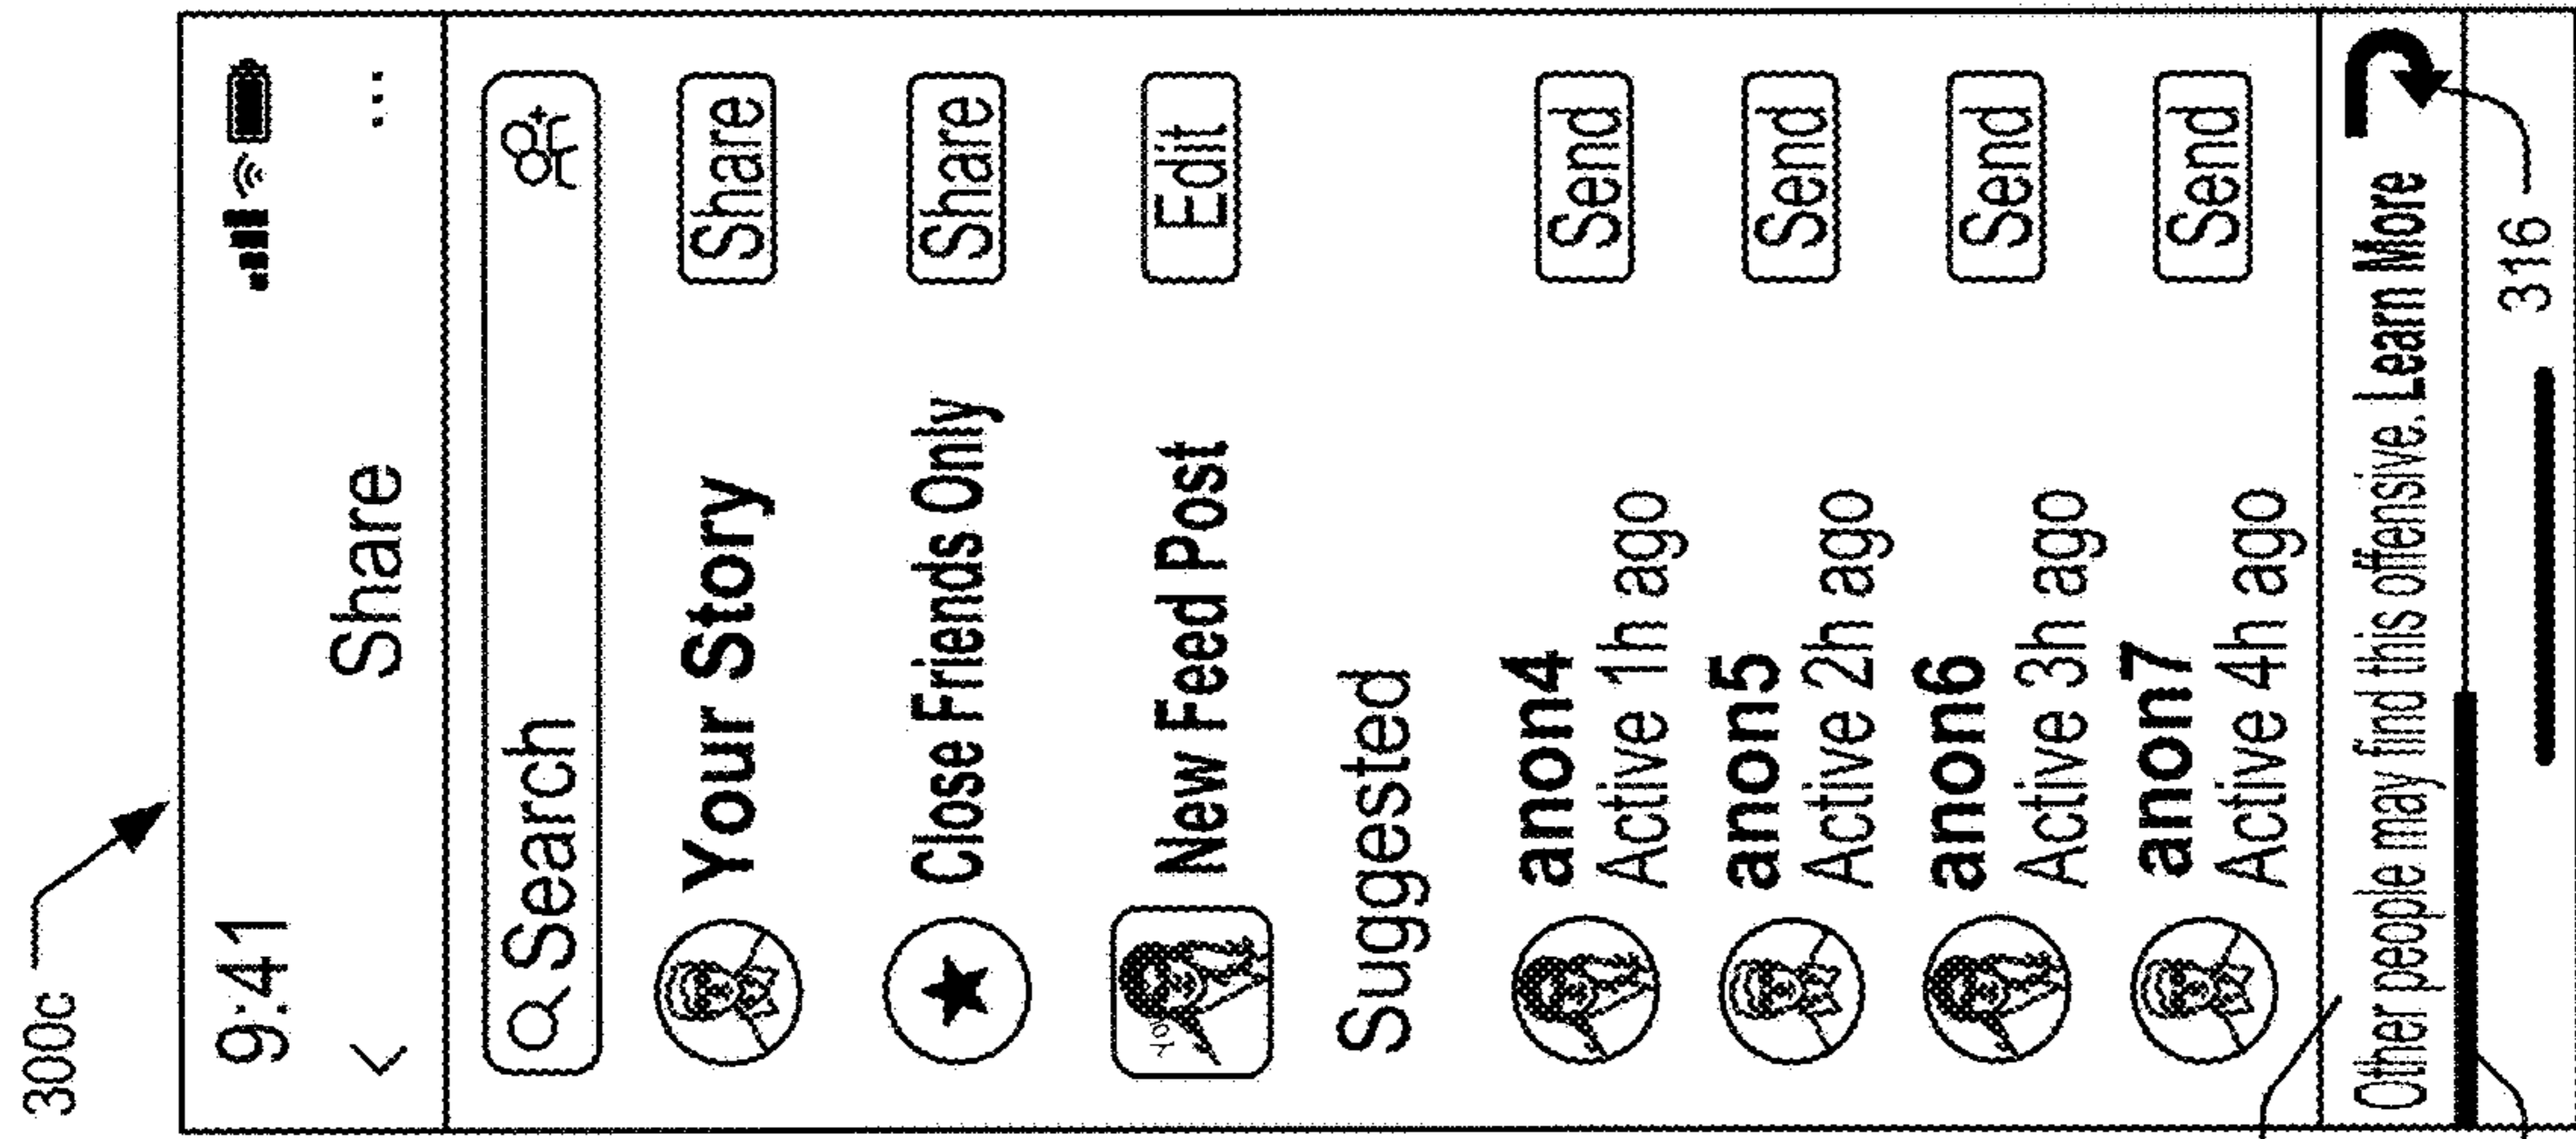 300c
9:41
Share
...
Search
Your Story Share
Close Friends Only Share
New Feed Post Edit
Suggested
anon4
Active 1h ago Send
anon5
Active 2h ago Send
anon6
Active 3h ago Send
anon7
Active 4h ago Send
Other people may find this offensive. Learn More
316